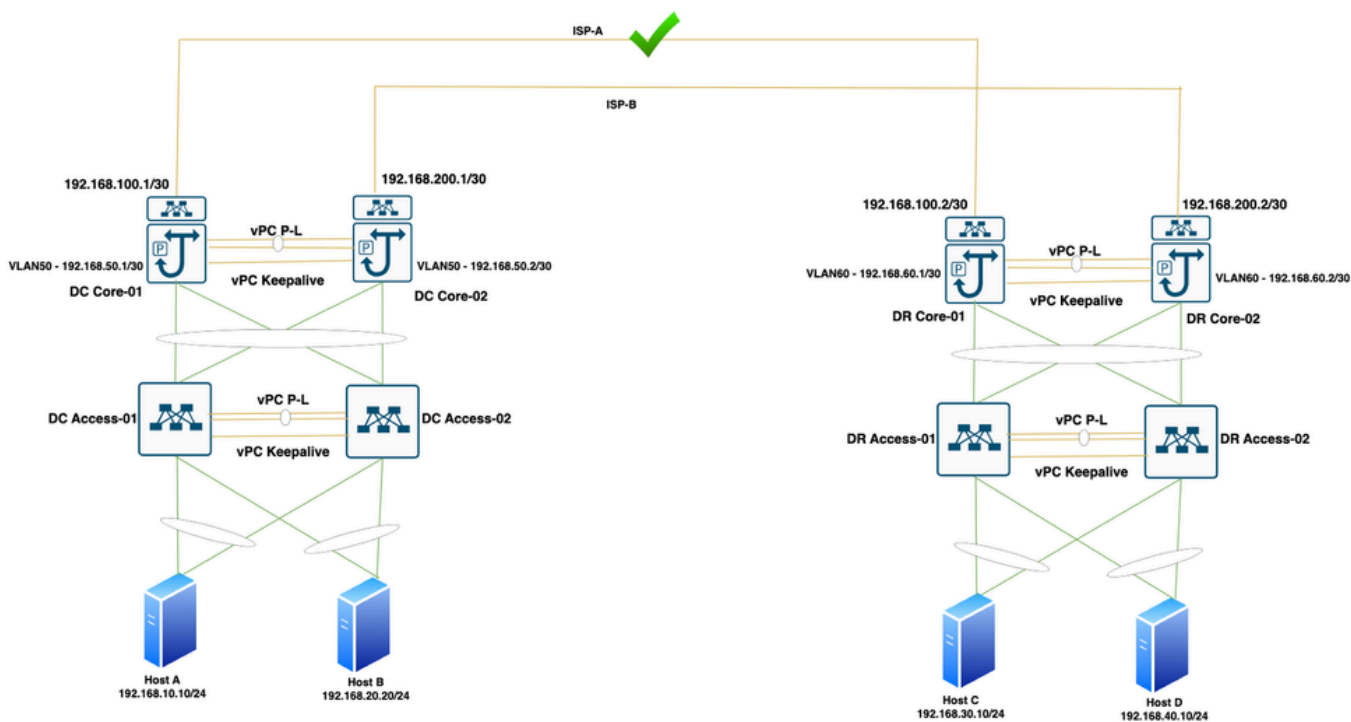 ISP-A
ISP-B
192.168.100.1/30
192.168.200.1/30
192.168.100.2/30
192.168.200.2/30
vPC P-L
P
P
VLAN50 - 192.168.50.1/30
VLAN50 - 192.168.50.2/30
vPC Keepalive
DC Core-01
DC Core-02
vPC P-L
P
P
VLAN60 - 192.168.60.1/30
VLAN60 - 192.168.60.2/30
vPC Keepalive
DR Core-01
DR Core-02
vPC P-L
DC Access-01
DC Access-02
vPC Keepalive
vPC P-L
DR Access-01
DR Access-02
vPC Keepalive
Host A
192.168.10.10/24
Host B
192.168.20.20/24
Host C
192.168.30.10/24
Host D
192.168.40.10/24